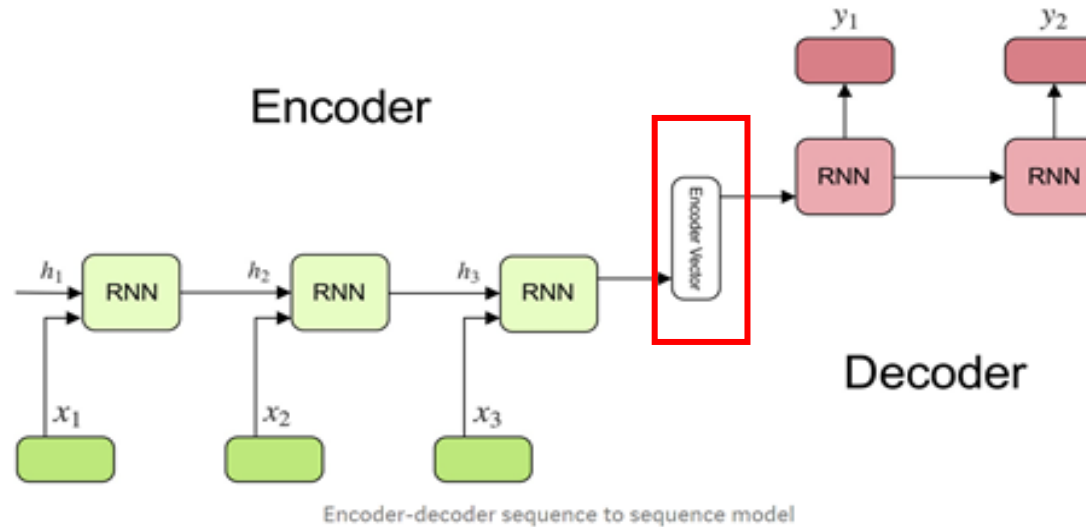 y₁ y₂
Encoder
RNN RNN
Encoder Vector
h₁ RNN h₂ RNN h₃ RNN
Decoder
x₁ x₂ x₃
Encoder-decoder sequence to sequence model